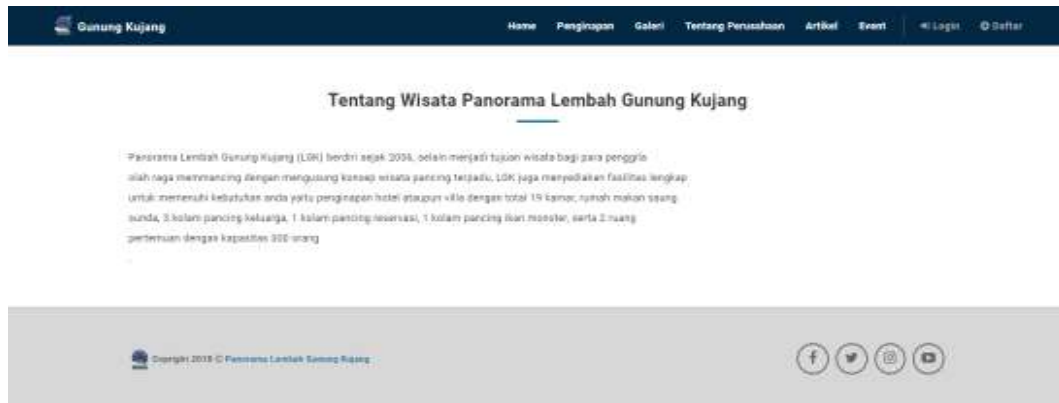 Gunung Kujang
Home Penginapan Galeri Tentang Perusahaan Artikel Event Login Daftar
Tentang Wisata Panorama Lembah Gunung Kujang
Panorama Lembah Gunung Kujang (LGK) berdiri sejak 2006, selain menjadi tujuan wisata bagi para penggila
olah raga memmancing dengan mengusung konsep wisata pancing terpadu, LGK juga menyediakan fasilitas lengkap
untuk memenuhi kebutuhan anda yaitu penginapan hotel ataupun villa dengan total 19 kamar, rumah makan saung
sunda, 3 kolam pancing keluarga, 1 kolam pancing reservasi, 1 kolam pancing ikan monster, serta 2 ruang
pertemuan dengan kapasitas 300 orang
2018 © Panorama Lembah Gunung Kujang